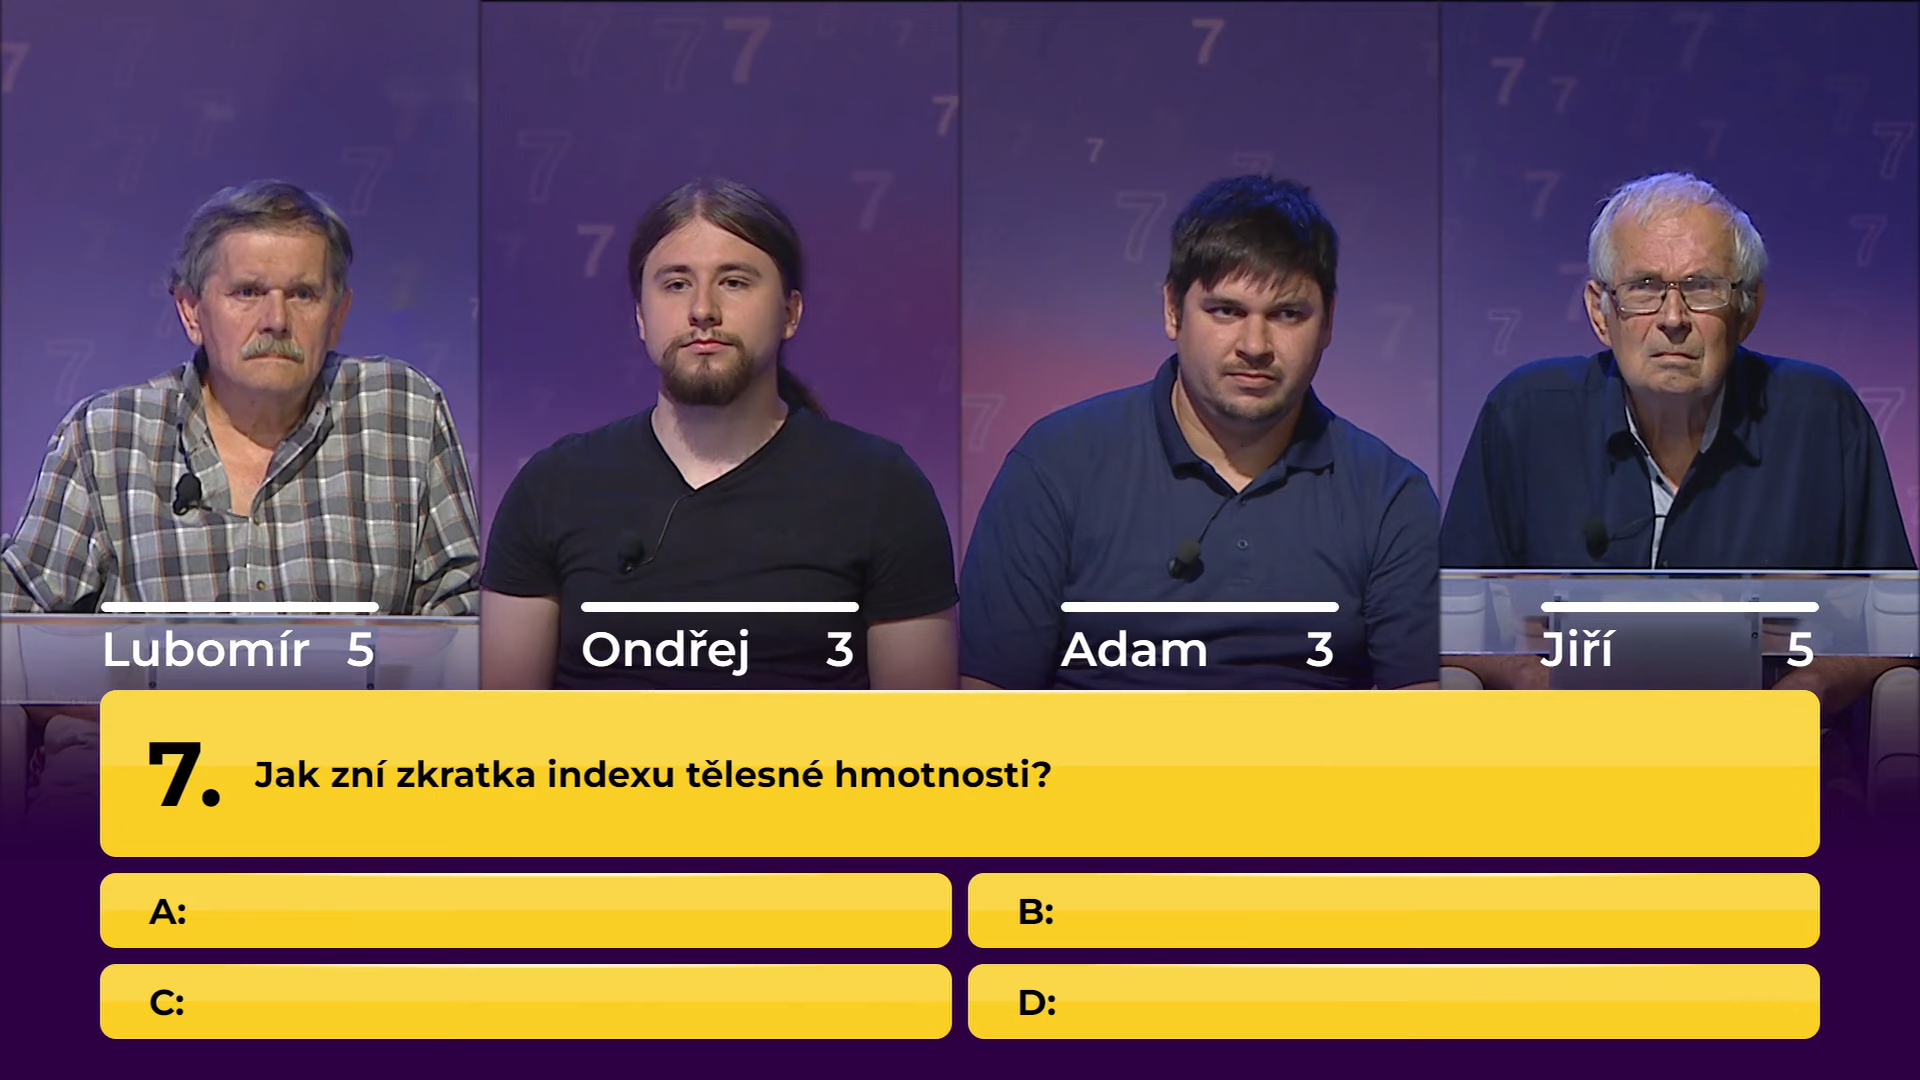 Lubomír 5
Ondřej 3
Adam 3
Jiří 5
7. Jak zní zkratka indexu tělesné hmotnosti?
A:
B:
C:
D: